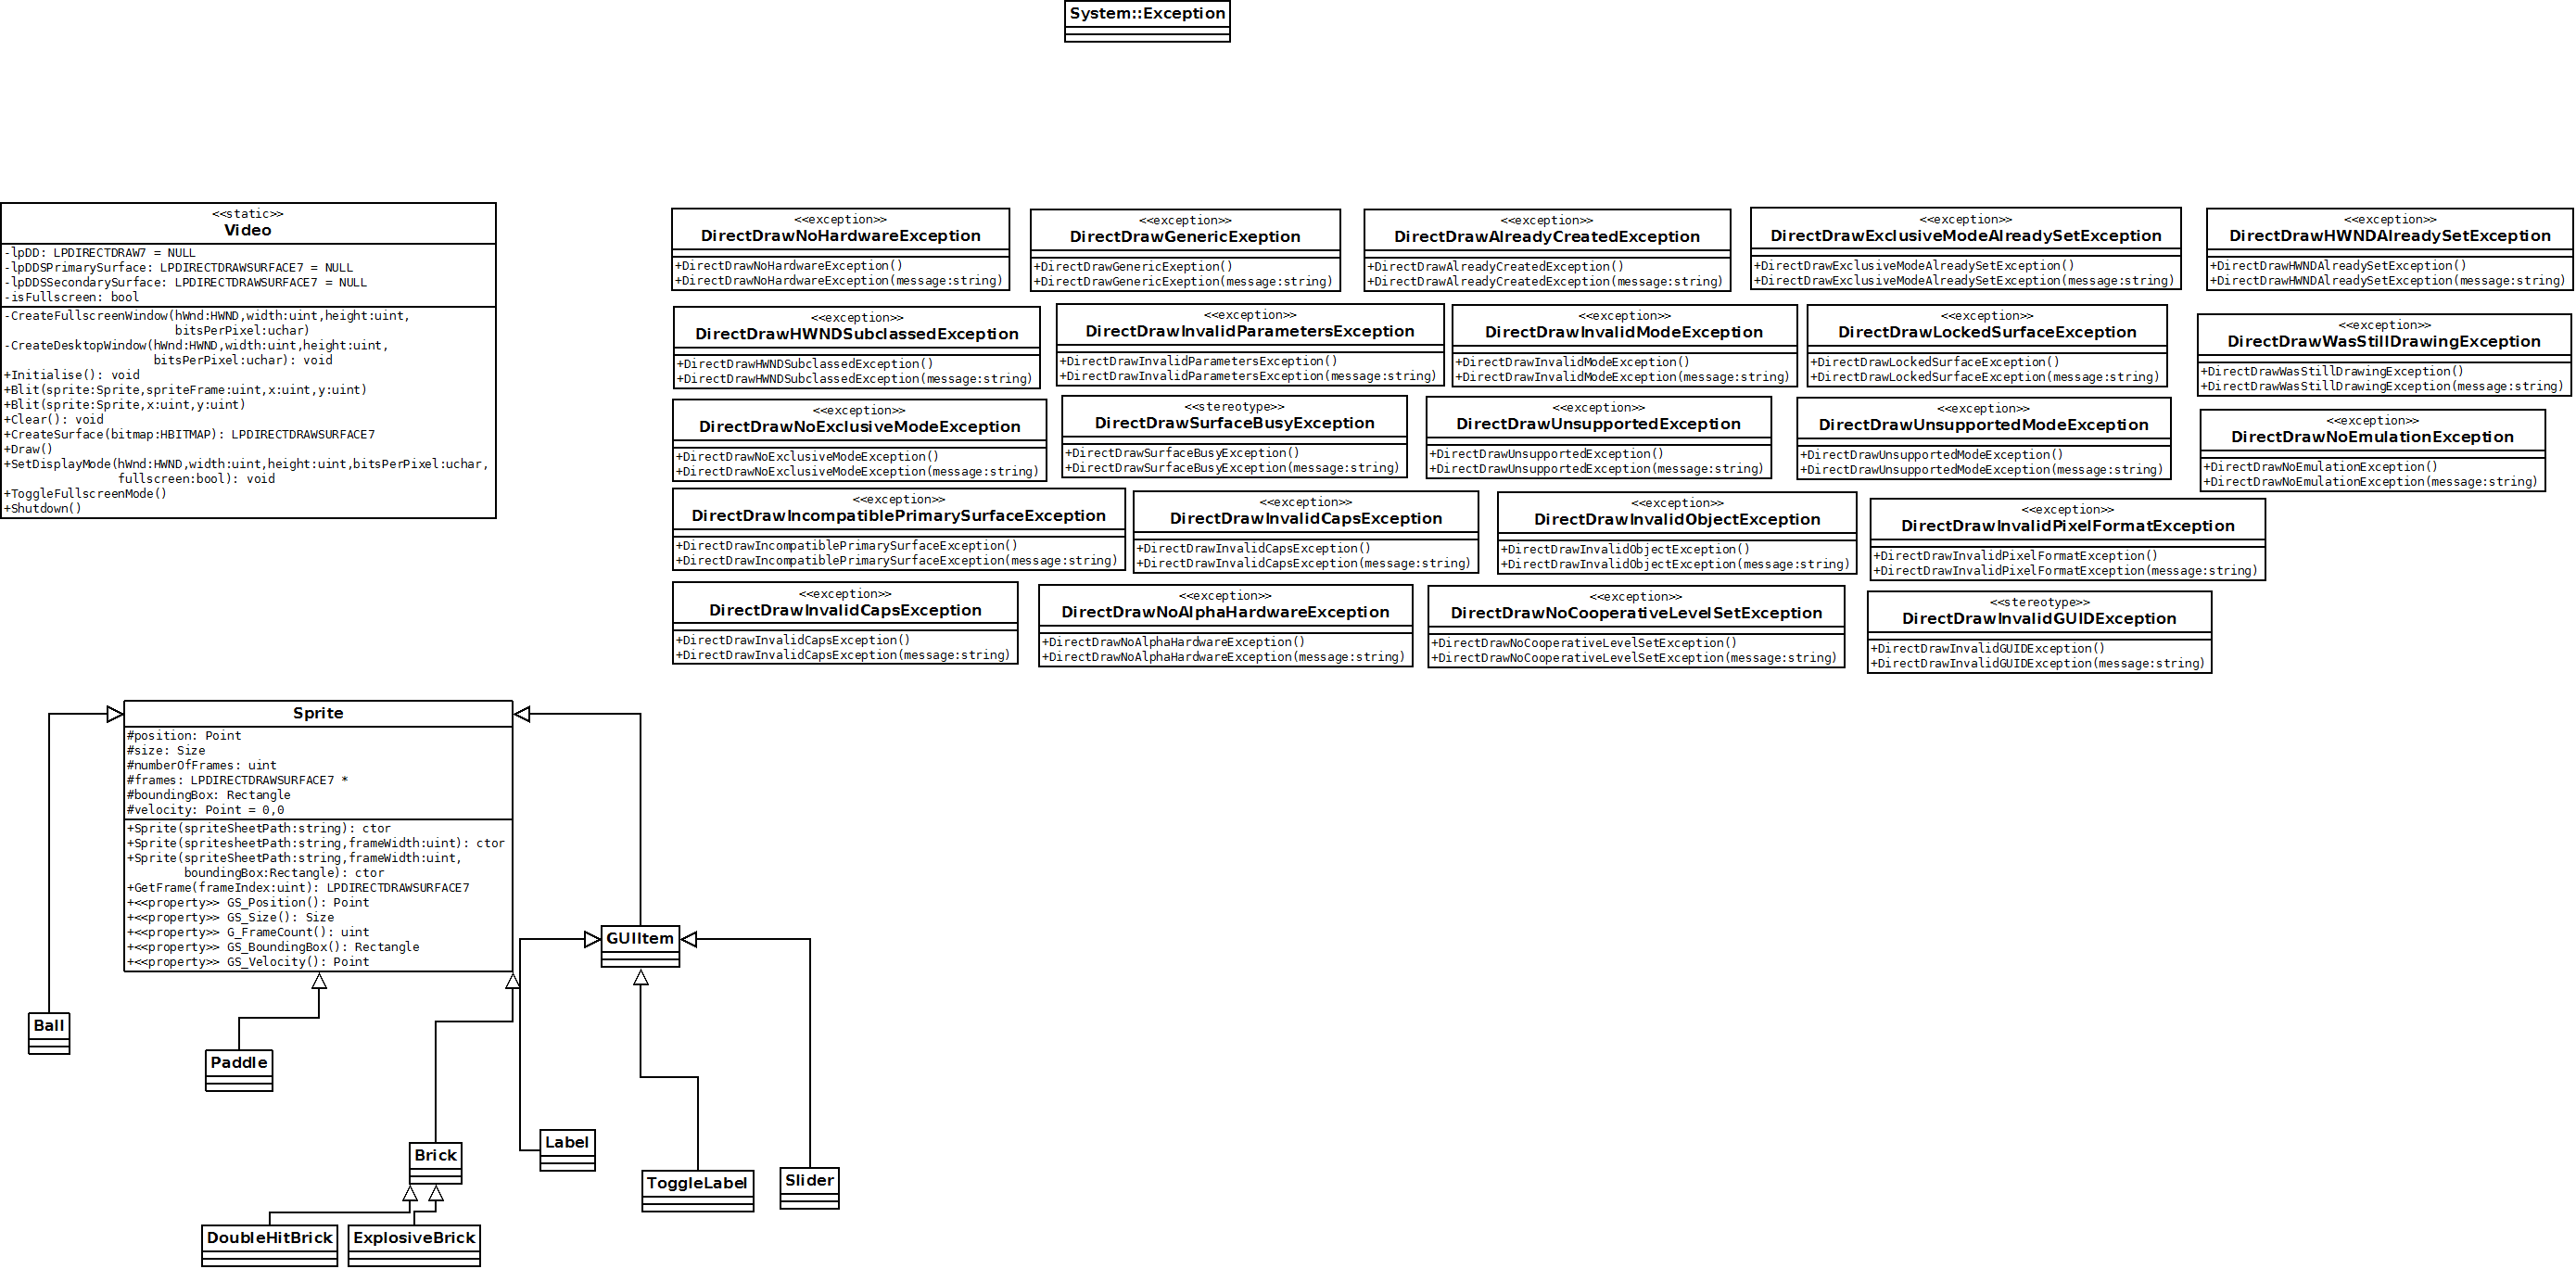 System::Exception
<<static>>
Video
-lpDD: LPDIRECTDRAW7 = NULL
-lpDDSPrimarySurface: LPDIRECTDRAWSURFACE7 = NULL
-lpDDSSecondarySurface: LPDIRECTDRAWSURFACE7 = NULL
-isFullscreen: bool
-CreateFullscreenWindow(hWnd:HWND,width:uint,height:uint,
bitsPerPixel:uchar)
-CreateDesktopWindow(hWnd:HWND,width:uint,height:uint,
bitsPerPixel:uchar): void
+Initialise(): void
+Blit(sprite:Sprite,spriteFrame:uint,x:uint,y:uint)
+Blit(sprite:Sprite,x:uint,y:uint)
+Clear(): void
+CreateSurface(bitmap:HBITMAP): LPDIRECTDRAWSURFACE7
+Draw()
+SetDisplayMode(hWnd:HWND,width:uint,height:uint,bitsPerPixel:uchar,
fullscreen:bool): void
+ToggleFullscreenMode()
+Shutdown()
<<exception>>
DirectDrawNoHardwareException
+DirectDrawNoHardwareException()
+DirectDrawNoHardwareException(message:string)
<<exception>>
DirectDrawGenericExeption
+DirectDrawGenericExeption()
+DirectDrawGenericExeption(message:string)
<<exception>>
DirectDrawAlreadyCreatedException
+DirectDrawAlreadyCreatedException()
+DirectDrawAlreadyCreatedException(message:string)
<<exception>>
DirectDrawExclusiveModeAlreadySetException
+DirectDrawExclusiveModeAlreadySetException()
+DirectDrawExclusiveModeAlreadySetException(message:string)
<<exception>>
DirectDrawHWNDAlreadySetException
+DirectDrawHWNDAlreadySetException()
+DirectDrawHWNDAlreadySetException(message:string)
<<exception>>
DirectDrawHWNDSubclassedException
+DirectDrawHWNDSubclassedException()
+DirectDrawHWNDSubclassedException(message:string)
<<exception>>
DirectDrawInvalidParametersException
+DirectDrawInvalidParametersException()
+DirectDrawInvalidParametersException(message:string)
<<exception>>
DirectDrawInvalidModeException
+DirectDrawInvalidModeException()
+DirectDrawInvalidModeException(message:string)
<<exception>>
DirectDrawLockedSurfaceException
+DirectDrawLockedSurfaceException()
+DirectDrawLockedSurfaceException(message:string)
<<exception>>
DirectDrawWasStillDrawingException
+DirectDrawWasStillDrawingException()
+DirectDrawWasStillDrawingException(message:string)
<<exception>>
DirectDrawNoExclusiveModeException
+DirectDrawNoExclusiveModeException()
+DirectDrawNoExclusiveModeException(message:string)
<<stereotype>>
DirectDrawSurfaceBusyException
+DirectDrawSurfaceBusyException()
+DirectDrawSurfaceBusyException(message:string)
<<exception>>
DirectDrawUnsupportedException
+DirectDrawUnsupportedException()
+DirectDrawUnsupportedException(message:string)
<<exception>>
DirectDrawUnsupportedModeException
+DirectDrawUnsupportedModeException()
+DirectDrawUnsupportedModeException(message:string)
<<exception>>
DirectDrawNoEmulationException
+DirectDrawNoEmulationException()
+DirectDrawNoEmulationException(message:string)
<<exception>>
DirectDrawIncompatiblePrimarySurfaceException
+DirectDrawIncompatiblePrimarySurfaceException()
+DirectDrawIncompatiblePrimarySurfaceException(message:string)
<<exception>>
DirectDrawInvalidCapsException
+DirectDrawInvalidCapsException()
+DirectDrawInvalidCapsException(message:string)
<<exception>>
DirectDrawInvalidObjectException
+DirectDrawInvalidObjectException()
+DirectDrawInvalidObjectException(message:string)
<<exception>>
DirectDrawInvalidPixelFormatException
+DirectDrawInvalidPixelFormatException()
+DirectDrawInvalidPixelFormatException(message:string)
<<exception>>
DirectDrawInvalidCapsException
+DirectDrawInvalidCapsException()
+DirectDrawInvalidCapsException(message:string)
<<exception>>
DirectDrawNoAlphaHardwareException
+DirectDrawNoAlphaHardwareException()
+DirectDrawNoAlphaHardwareException(message:string)
<<exception>>
DirectDrawNoCooperativeLevelSetException
+DirectDrawNoCooperativeLevelSetException()
+DirectDrawNoCooperativeLevelSetException(message:string)
<<stereotype>>
DirectDrawInvalidGUIDException
+DirectDrawInvalidGUIDException()
+DirectDrawInvalidGUIDException(message:string)
Sprite
#position: Point
#size: Size
#numberOfFrames: uint
#frames: LPDIRECTDRAWSURFACE7 *
#boundingBox: Rectangle
#velocity: Point = 0,0
+Sprite(spriteSheetPath:string): ctor
+Sprite(spritesheetPath:string,frameWidth:uint): ctor
+Sprite(spriteSheetPath:string,frameWidth:uint,
boundingBox:Rectangle): ctor
+GetFrame(frameIndex:uint): LPDIRECTDRAWSURFACE7
+<<property>> GS_Position(): Point
+<<property>> GS_Size(): Size
+<<property>> G_FrameCount(): uint
+<<property>> GS_BoundingBox(): Rectangle
+<<property>> GS_Velocity(): Point
GUIItem
Ball
Paddle
Brick
Label
ToggleLabel
Slider
DoubleHitBrick
ExplosiveBrick